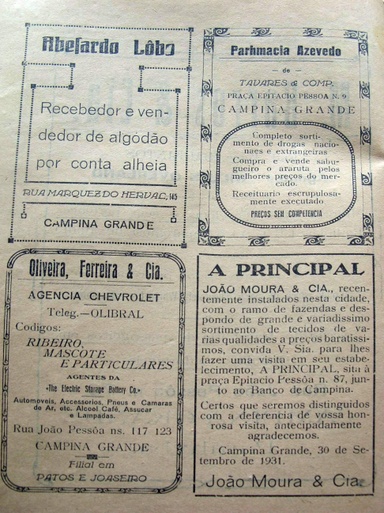 Abelardo Lôbo
Recebedor e ven-
dedor de algodão
por conta alheia
RUA MARQUEZ DO HERVAL, 145
CAMPINA GRANDE
Parhmacia Azevedo
de
TAVARES & COMP.
PRAÇA EPITACIO PESSÔA N. 9
CAMPINA GRANDE
Completo sorti-
mento de drogas nacio-
naes e extrangeiras
Compra e vende sabu-
gueiro e araruta pelos
melhores preços do mer-
cado.
Receituario escrupulosa-
mente executado
PREÇOS SEM COMPETENCIA
Oliveira, Ferreira & Cia.
AGENCIA CHEVROLET
Teleg.—OLIBRAL
Codigos:
RIBEIRO,
MASCOTE
E PARTICULARES
AGENTES DA
"The Electric Storage Battery Co."
Automoveis, Accessorios, Pneus e Camaras
de Ar, etc. Alcool Café, Assucar
e Lampadas.
Rua João Pessôa ns. 117 123
CAMPINA GRANDE
Filial em
PATOS E JOASEIRO
A PRINCIPAL
JOÃO MOURA & CIA., recen-
temente instalados nesta cidade,
com o ramo de fazendas e des-
pondo de grande e variadissimo
sortimento de tecidos de varias
qualidades a preços baratissi-
mos, convida V. Sia. para lhes
fazer uma visita em seu esta-
belecimento, A PRINCIPAL, sita á
praça Epitacio Pessôa n. 87, jun-
to ao Banco de Campina.
Certos que seremos distinguidos
com a deferencia de vossa hon-
rosa visita, antecipadamente
agradecemos.
Campina Grande, 30 de Se-
tembro de 1931.
João Moura & Cia.